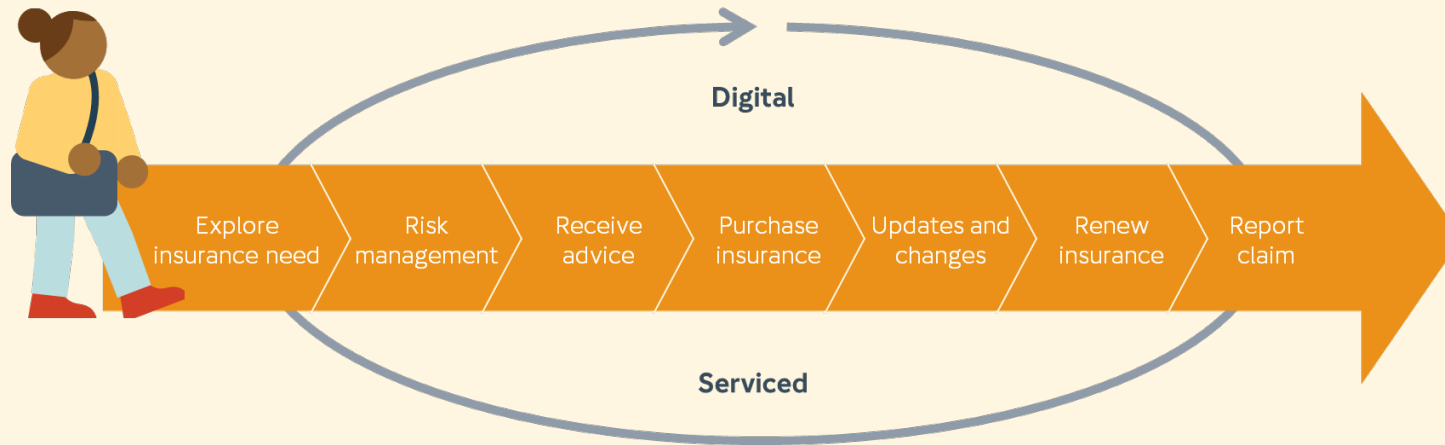 Digital
Explore
insurance need
Risk
management
Receive
advice
Purchase
insurance
Updates and
changes
Renew
insurance
Report
claim
Serviced